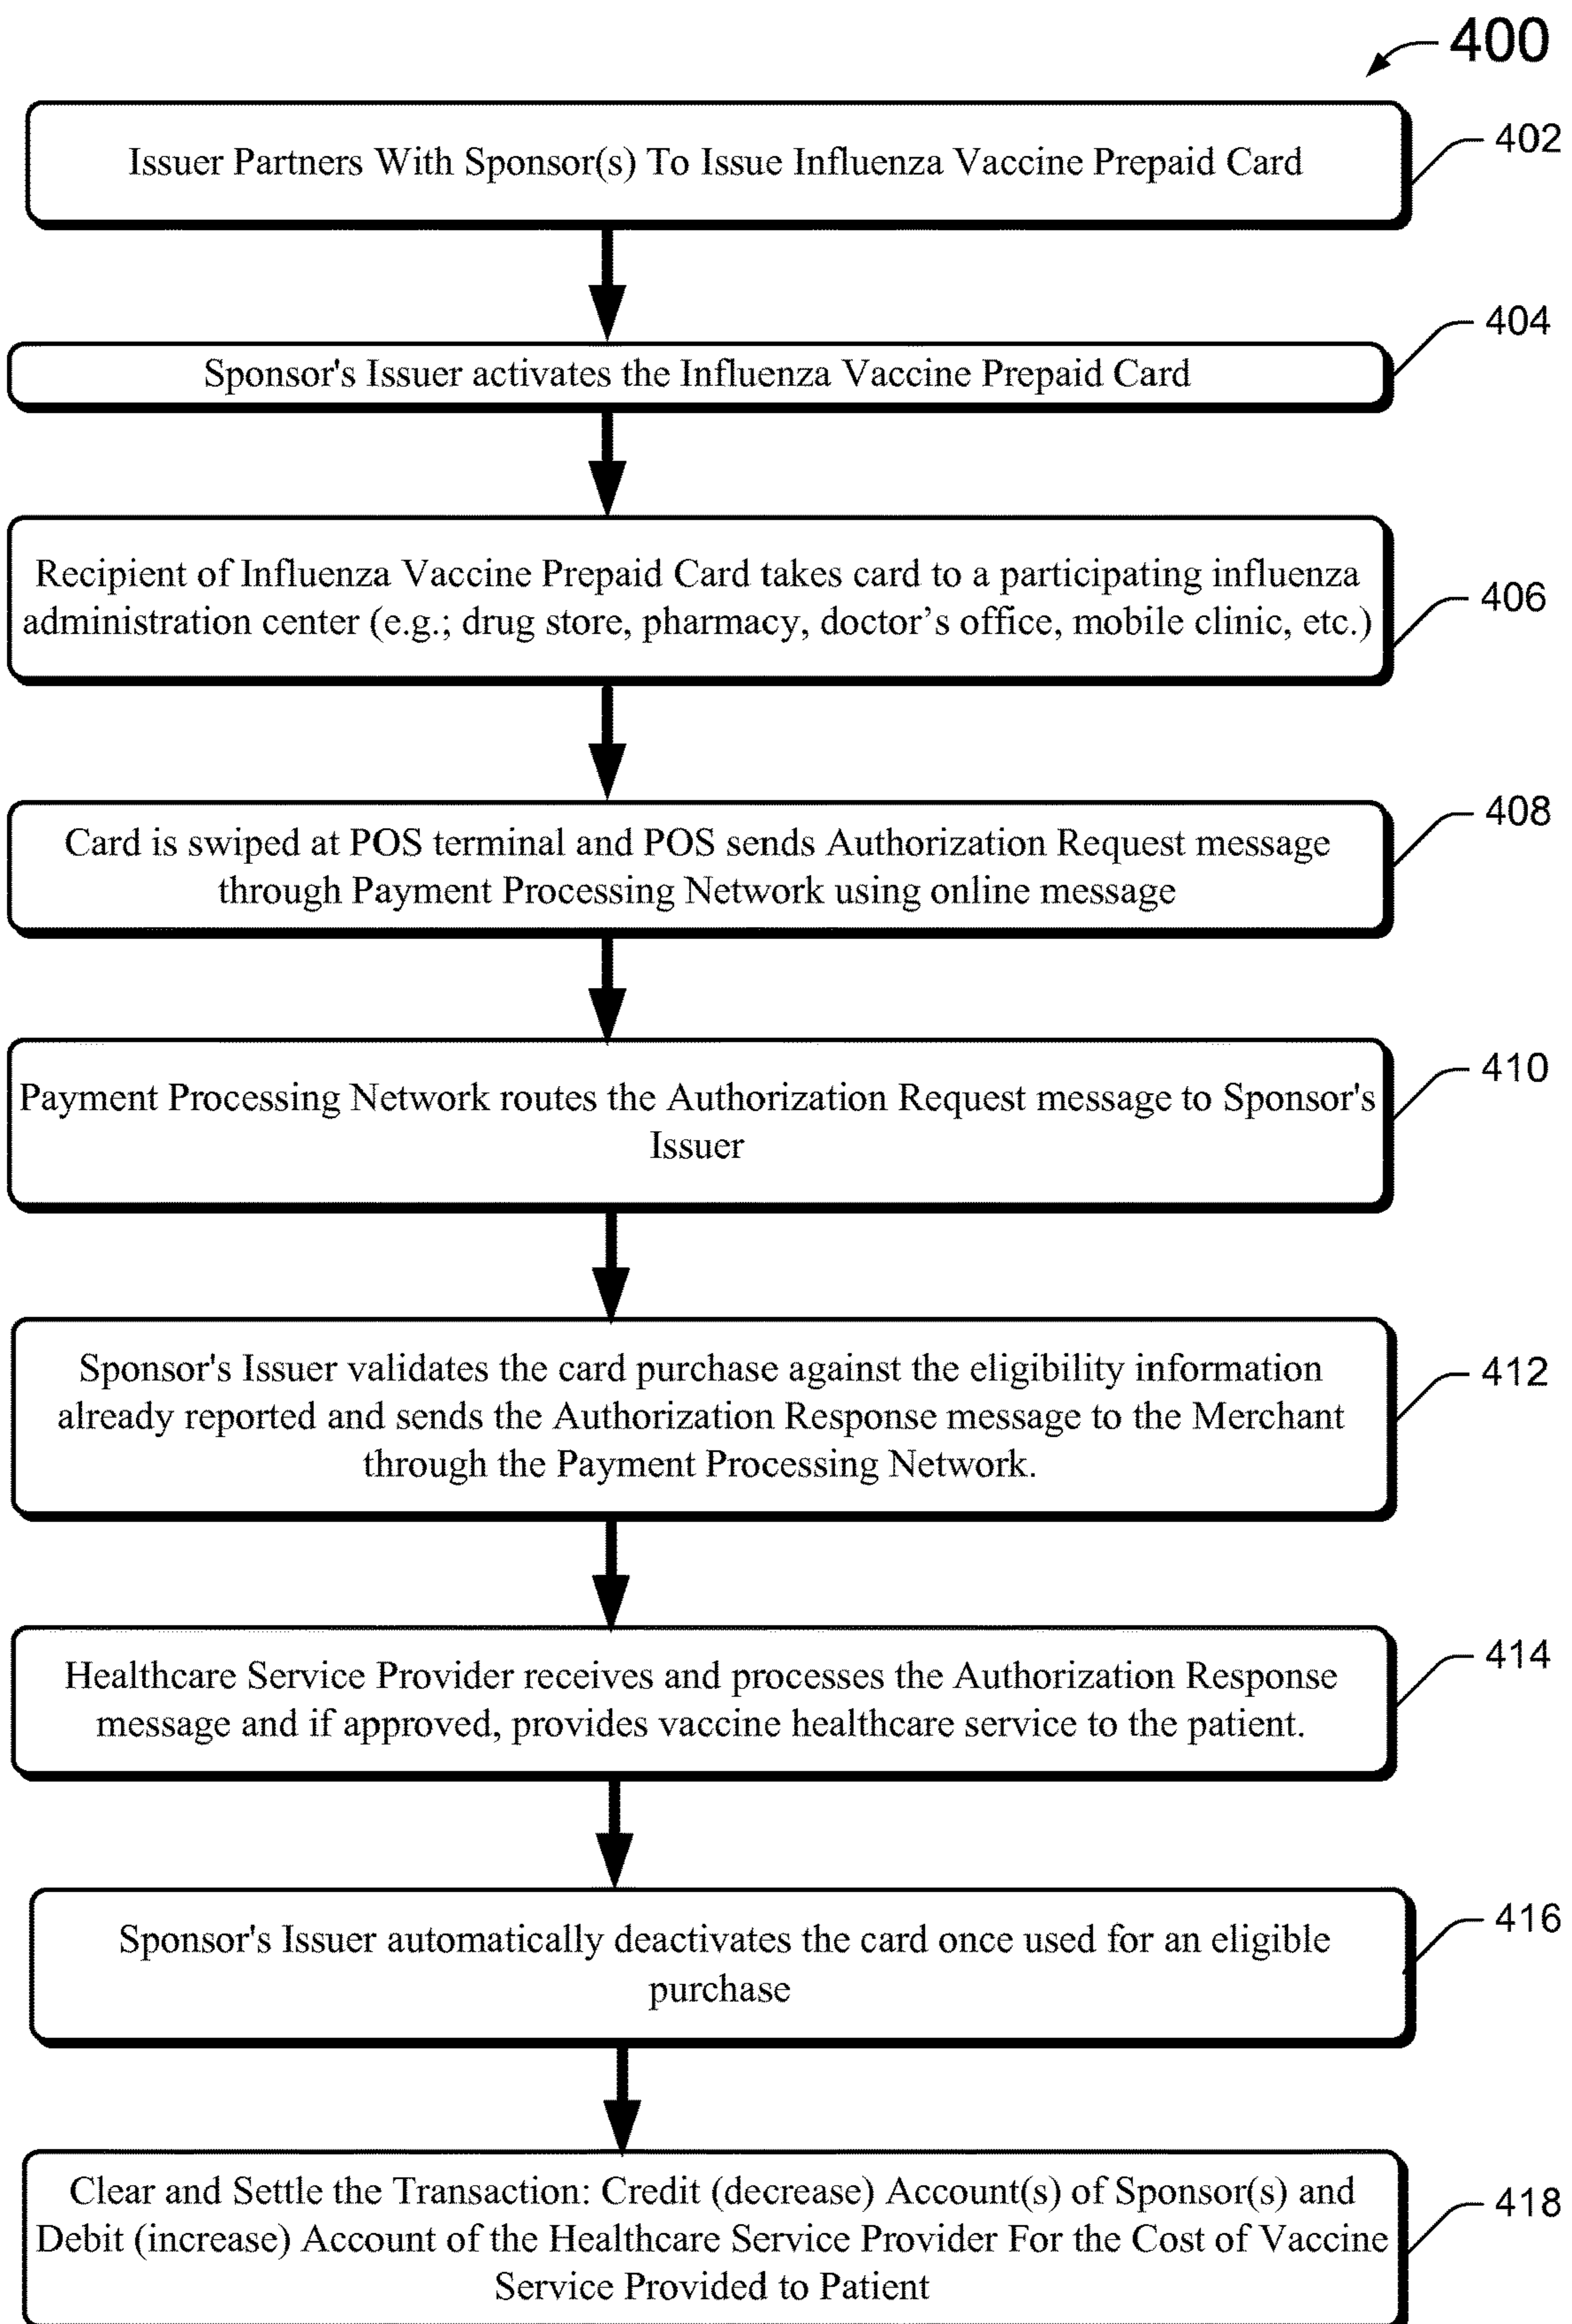 400
Issuer Partners With Sponsor(s) To Issue Influenza Vaccine Prepaid Card
402
Sponsor's Issuer activates the Influenza Vaccine Prepaid Card
404
Recipient of Influenza Vaccine Prepaid Card takes card to a participating influenza
administration center (e.g.; drug store, pharmacy, doctor’s office, mobile clinic, etc.)
406
Card is swiped at POS terminal and POS sends Authorization Request message
through Payment Processing Network using online message
408
Payment Processing Network routes the Authorization Request message to Sponsor's
Issuer
410
Sponsor's Issuer validates the card purchase against the eligibility information
already reported and sends the Authorization Response message to the Merchant
through the Payment Processing Network.
412
Healthcare Service Provider receives and processes the Authorization Response
message and if approved, provides vaccine healthcare service to the patient.
414
Sponsor's Issuer automatically deactivates the card once used for an eligible
purchase
416
Clear and Settle the Transaction: Credit (decrease) Account(s) of Sponsor(s) and
Debit (increase) Account of the Healthcare Service Provider For the Cost of Vaccine
Service Provided to Patient
418